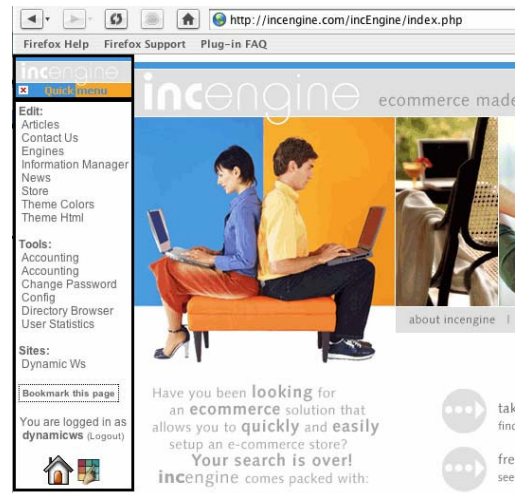 http://incengine.com/incEngine/index.php
Firefox Help Firefox Support Plug-in FAQ
incengine
Quick menu
Edit:
Articles
Contact Us
Engines
Information Manager
News
Store
Theme Colors
Theme Html
Tools:
Accounting
Accounting
Change Password
Config
Directory Browser
User Statistics
Sites:
Dynamic Ws
Bookmark this page
You are logged in as
dynamicws (Logout)
incengine ecommerce made
about incengine |
Have you been looking for
an ecommerce solution that
allows you to quickly and easily
setup an e-commerce store?
Your search is over!
incengine comes packed with:
tak
find
fre
see